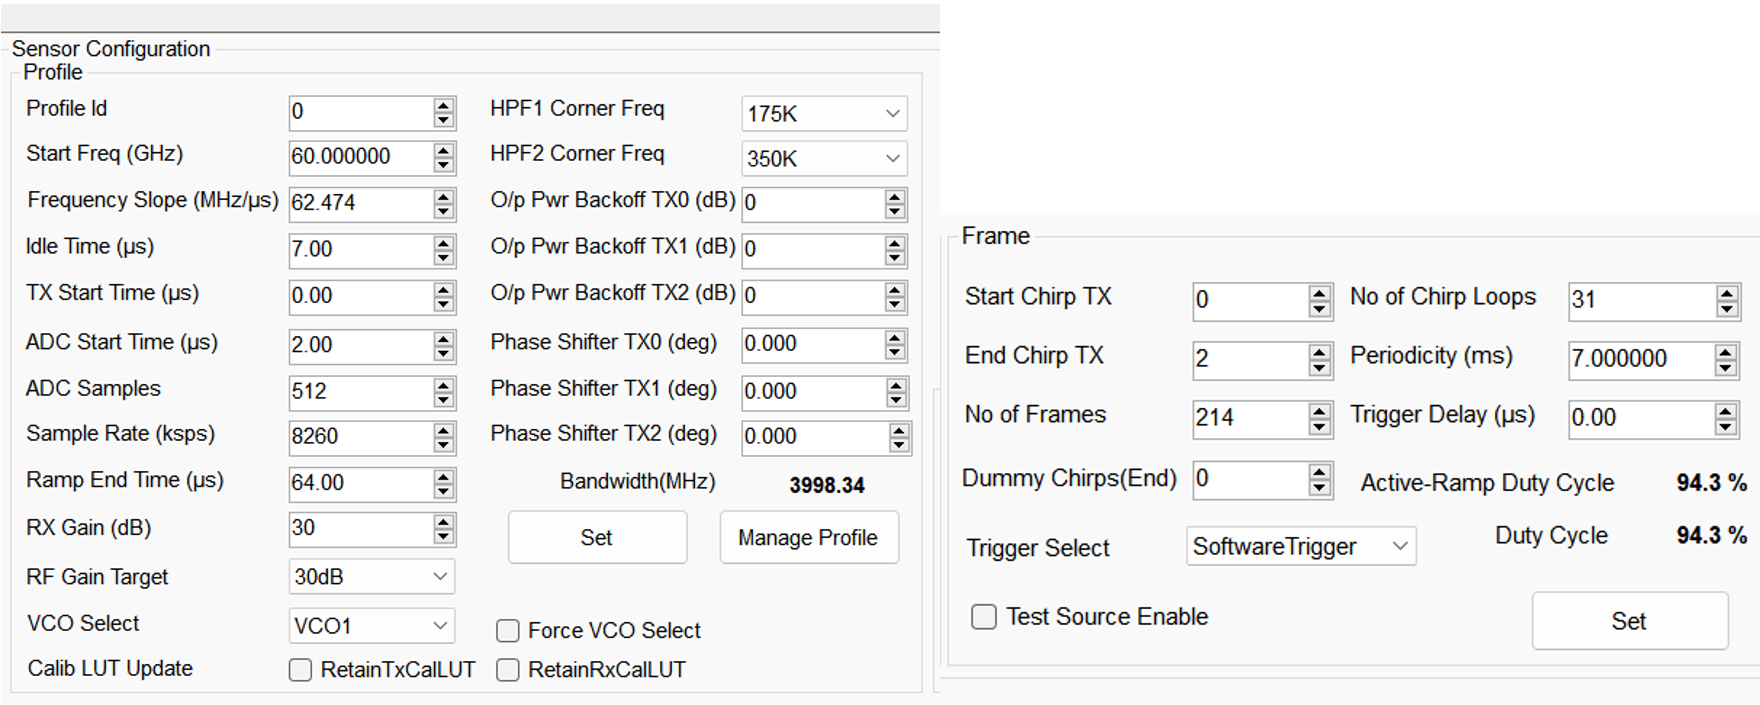 Sensor Configuration
Profile
Profile Id 0 HPF1 Corner Freq 175K
Start Freq (GHz) 60.000000 HPF2 Corner Freq 350K
Frequency Slope (MHz/µs) 62.474 O/p Pwr Backoff TX0 (dB) 0
Idle Time (µs) 7.00 O/p Pwr Backoff TX1 (dB) 0
TX Start Time (µs) 0.00 O/p Pwr Backoff TX2 (dB) 0
ADC Start Time (µs) 2.00 Phase Shifter TX0 (deg) 0.000
ADC Samples 512 Phase Shifter TX1 (deg) 0.000
Sample Rate (ksps) 8260 Phase Shifter TX2 (deg) 0.000
Ramp End Time (µs) 64.00 Bandwidth(MHz) 3998.34
RX Gain (dB) 30 Set Manage Profile
RF Gain Target 30dB
VCO Select VCO1 Force VCO Select
Calib LUT Update RetainTxCalLUT RetainRxCalLUT
Frame
Start Chirp TX 0 No of Chirp Loops 31
End Chirp TX 2 Periodicity (ms) 7.000000
No of Frames 214 Trigger Delay (µs) 0.00
Dummy Chirps(End) 0 Active-Ramp Duty Cycle 94.3 %
Trigger Select SoftwareTrigger Duty Cycle 94.3 %
Test Source Enable Set